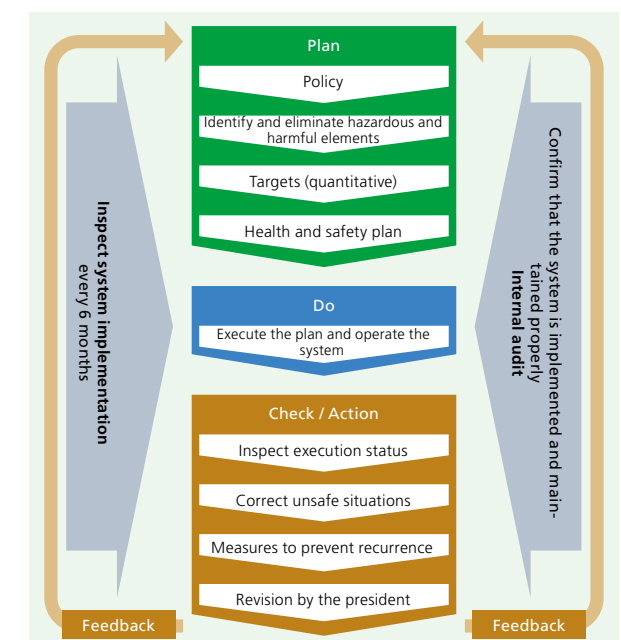 Plan
Policy
Identify and eliminate hazardous and
harmful elements
Targets (quantitative)
Health and safety plan
Do
Execute the plan and operate the
system
Check / Action
Inspect execution status
Correct unsafe situations
Measures to prevent recurrence
Revision by the president
Inspect system implementation
every 6 months
Confirm that the system is implemented and main-
tained properly
Internal audit
Feedback
Feedback